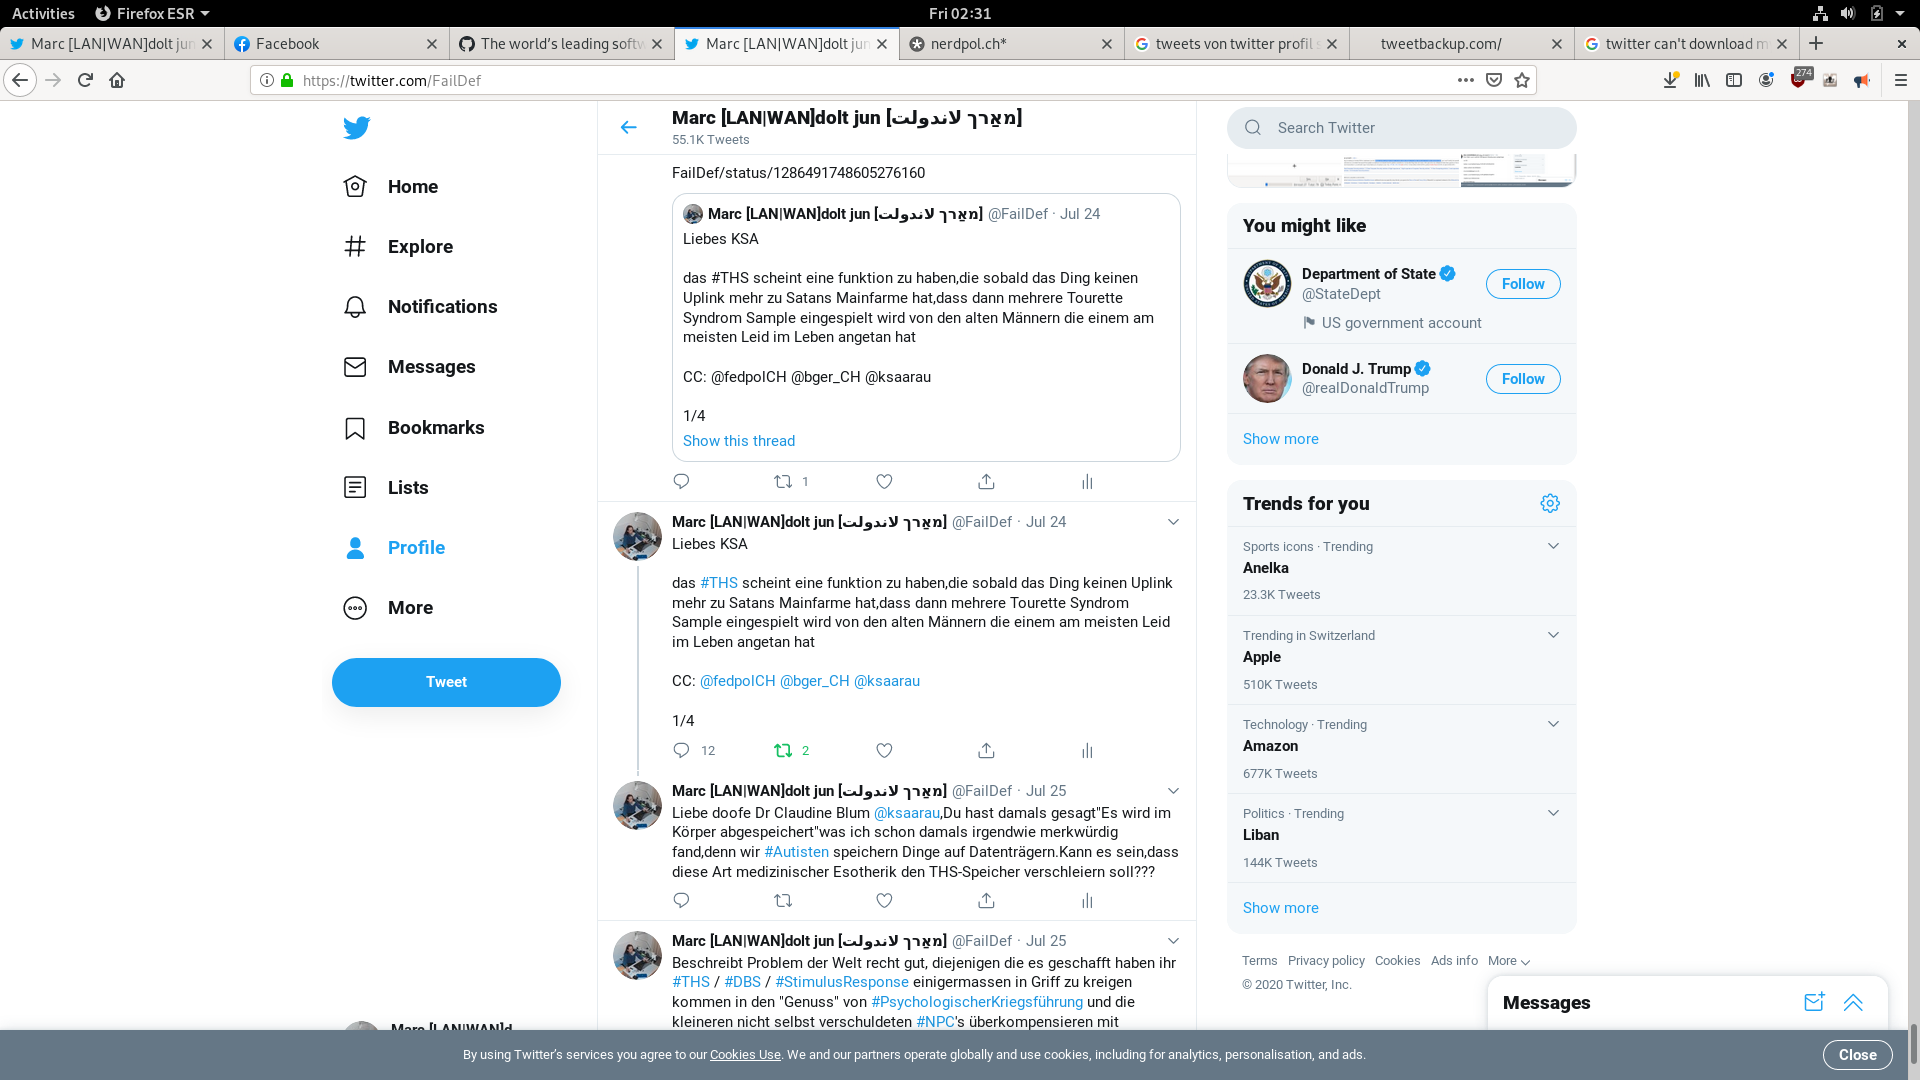 Activities
Firefox ESR
Fri 02:31
Marc [LAN|WAN]dolt jun
Facebook
The world's leading softw
Marc [LAN|WAN]dolt jun
nerdpol.ch*
tweets von twitter profil s
tweetbackup.com/
twitter can't download m
https://twitter.com/FailDef
274
Home
Explore
Notifications
Messages
Bookmarks
Lists
Profile
More
Tweet
Marc [LAN|WAN]d
Marc [LAN|WAN]dolt jun [מאַרך לאנדולت]
55.1K Tweets
FailDef/status/1286491748605276160
Marc [LAN|WAN]dolt jun [מאַרך لاندولت] @FailDef · Jul 24
Liebes KSA
das #THS scheint eine funktion zu haben,die sobald das Ding keinen
Uplink mehr zu Satans Mainfarme hat,dass dann mehrere Tourette
Syndrom Sample eingespielt wird von den alten Männern die einem am
meisten Leid im Leben angetan hat
CC: @fedpolCH @bger_CH @ksaarau
1/4
Show this thread
1
Marc [LAN|WAN]dolt jun [מאַרך لاندولت] @FailDef · Jul 24
Liebes KSA
das #THS scheint eine funktion zu haben,die sobald das Ding keinen Uplink
mehr zu Satans Mainfarme hat,dass dann mehrere Tourette Syndrom
Sample eingespielt wird von den alten Männern die einem am meisten Leid
im Leben angetan hat
CC: @fedpolCH @bger_CH @ksaarau
1/4
12
2
Marc [LAN|WAN]dolt jun [מאַרך لاندولت] @FailDef · Jul 25
Liebe doofe Dr Claudine Blum @ksaarau,Du hast damals gesagt"Es wird im
Körper abgespeichert"was ich schon damals irgendwie merkwürdig
fand,denn wir #Autisten speichern Dinge auf Datenträgern.Kann es sein,dass
diese Art medizinischer Esotherik den THS-Speicher verschleiern soll???
Marc [LAN|WAN]dolt jun [מאַרך لاندولت] @FailDef · Jul 25
Beschreibt Problem der Welt recht gut, diejenigen die es geschafft haben ihr
#THS / #DBS / #StimulusResponse einigermassen in Griff zu kreigen
kommen in den "Genuss" von #PsychologischerKriegsführung und die
kleineren nicht selbst verschuldeten #NPC's überkompensieren mit
Search Twitter
You might like
Department of State
@StateDept
Follow
US government account
Donald J. Trump
@realDonaldTrump
Follow
Show more
Trends for you
Sports icons · Trending
Anelka
23.3K Tweets
Trending in Switzerland
Apple
510K Tweets
Technology · Trending
Amazon
677K Tweets
Politics · Trending
Liban
144K Tweets
Show more
Terms Privacy policy Cookies Ads info More
© 2020 Twitter, Inc.
Messages
By using Twitter's services you agree to our Cookies Use. We and our partners operate globally and use cookies, including for analytics, personalisation, and ads.
Close